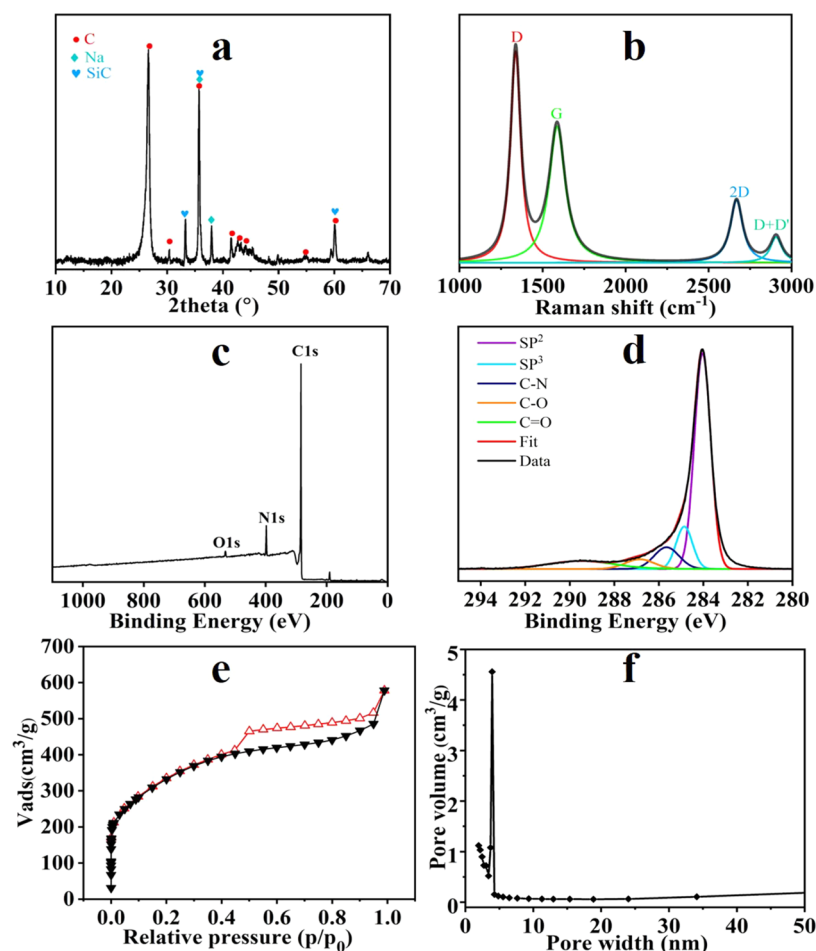 a
C
Na
SiC
10 20 30 40 50 60 70
2theta (°)
b
D
G
2D
D+D'
1000 1500 2000 2500 3000
Raman shift (cm⁻¹)
c
C1s
N1s
O1s
1000 800 600 400 200 0
Binding Energy (eV)
d
SP²
SP³
C-N
C-O
C=O
Fit
Data
294 292 290 288 286 284 282 280
Binding Energy (eV)
e
700
600
500
400
300
200
100
0
Vads(cm³/g)
0.0 0.2 0.4 0.6 0.8 1.0
Relative pressure (p/p₀)
f
5
4
3
2
1
0
Pore volume (cm³/g)
0 10 20 30 40 50
Pore width (nm)